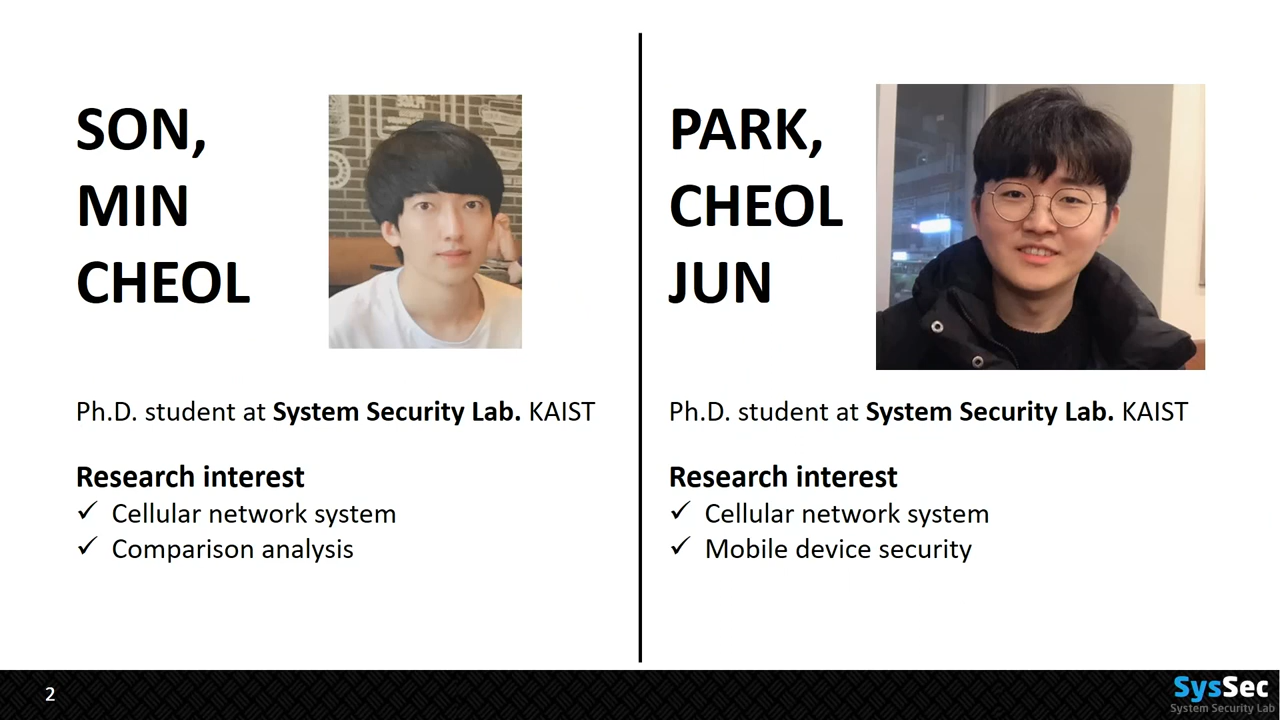 SON,
MIN
CHEOL
Ph.D. student at System Security Lab. KAIST
Research interest
✓ Cellular network system
✓ Comparison analysis
PARK,
CHEOL
JUN
Ph.D. student at System Security Lab. KAIST
Research interest
✓ Cellular network system
✓ Mobile device security
2
SysSec
System Security Lab